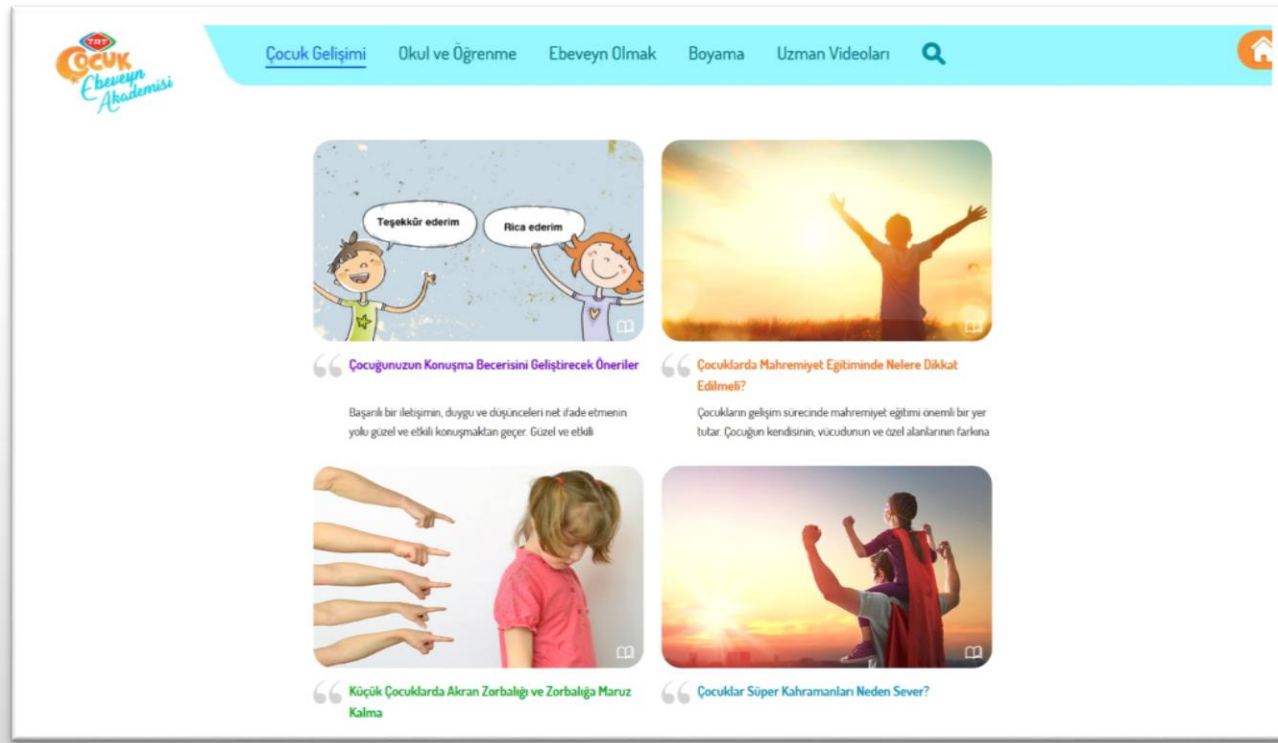 TRT
ÇOCUK
Ebeveyn
Akademisi
Çocuk Gelişimi Okul ve Öğrenme Ebeveyn Olmak Boyama Uzman Videoları
Teşekkür ederim
Rica ederim
Çocuğunuzun Konuşma Becerisini Geliştirecek Öneriler
Başarılı bir iletişimin, duygu ve düşünceleri net ifade etmenin
yolu güzel ve etkili konuşmaktan geçer. Güzel ve etkili
Çocuklarda Mahremiyet Eğitiminde Nelere Dikkat
Edilmeli?
Çocukların gelişim sürecinde mahremiyet eğitimi önemli bir yer
tutar. Çocuğun kendisinin, vücudunun ve özel alanlarının farkına
Küçük Çocuklarda Akran Zorbalığı ve Zorbalığa Maruz
Kalma
Çocuklar Süper Kahramanları Neden Sever?